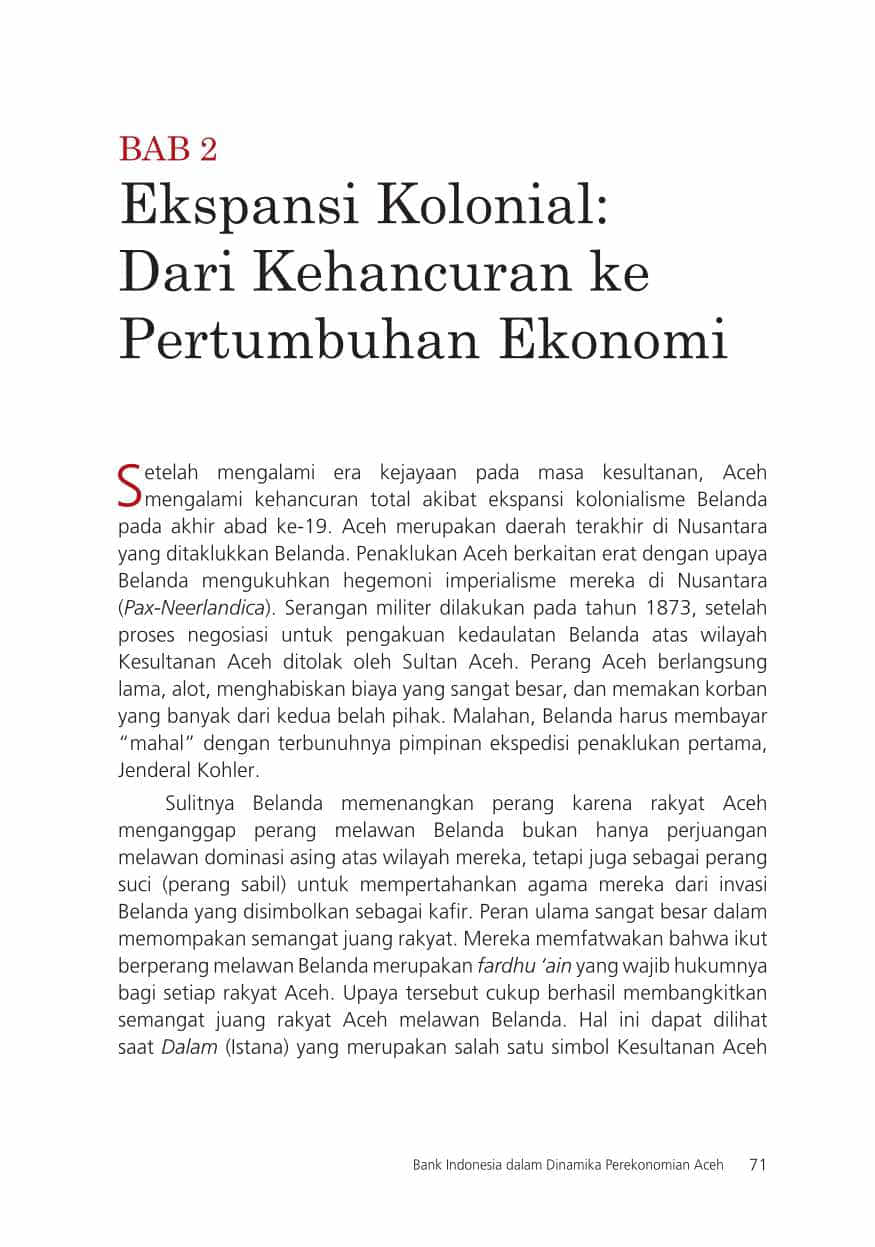 BAB 2
Ekspansi Kolonial:
Dari Kehancuran ke
Pertumbuhan Ekonomi
Setelah mengalami era kejayaan pada masa kesultanan, Aceh
mengalami kehancuran total akibat ekspansi kolonialisme Belanda
pada akhir abad ke-19. Aceh merupakan daerah terakhir di Nusantara
yang ditaklukkan Belanda. Penaklukan Aceh berkaitan erat dengan upaya
Belanda mengukuhkan hegemoni imperialisme mereka di Nusantara
(Pax-Neerlandica). Serangan militer dilakukan pada tahun 1873, setelah
proses negosiasi untuk pengakuan kedaulatan Belanda atas wilayah
Kesultanan Aceh ditolak oleh Sultan Aceh. Perang Aceh berlangsung
lama, alot, menghabiskan biaya yang sangat besar, dan memakan korban
yang banyak dari kedua belah pihak. Malahan, Belanda harus membayar
“mahal” dengan terbunuhnya pimpinan ekspedisi penaklukan pertama,
Jenderal Kohler.
Sulitnya Belanda memenangkan perang karena rakyat Aceh
menganggap perang melawan Belanda bukan hanya perjuangan
melawan dominasi asing atas wilayah mereka, tetapi juga sebagai perang
suci (perang sabil) untuk mempertahankan agama mereka dari invasi
Belanda yang disimbolkan sebagai kafir. Peran ulama sangat besar dalam
memompakan semangat juang rakyat. Mereka memfatwakan bahwa ikut
berperang melawan Belanda merupakan fardhu ‘ain yang wajib hukumnya
bagi setiap rakyat Aceh. Upaya tersebut cukup berhasil membangkitkan
semangat juang rakyat Aceh melawan Belanda. Hal ini dapat dilihat
saat Dalam (Istana) yang merupakan salah satu simbol Kesultanan Aceh
Bank Indonesia dalam Dinamika Perekonomian Aceh 71